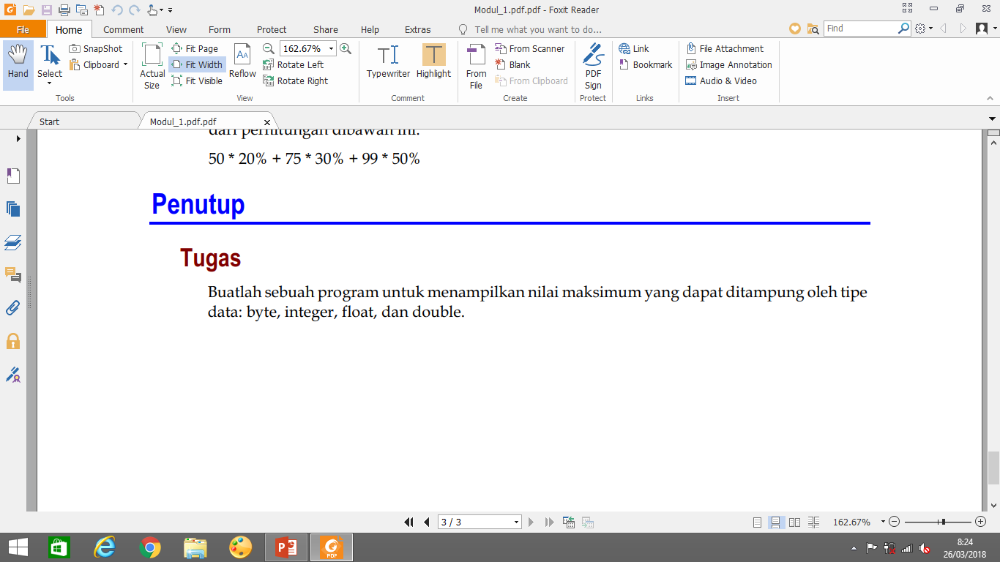 Modul_1.pdf.pdf - Foxit Reader
File Home Comment View Form Protect Share Help Extras Tell me what you want to do... Find
Hand
Select
SnapShot
Clipboard
Tools
Actual Size
Fit Page
Fit Width
Fit Visible
Reflow
162.67%
Rotate Left
Rotate Right
View
Typewriter
Highlight
Comment
From File
From Scanner
Blank
From Clipboard
Create
PDF Sign
Protect
Link
Bookmark
Links
File Attachment
Image Annotation
Audio & Video
Insert
Start
Modul_1.pdf.pdf
dari perhitungan dibawah ini:
50 * 20% + 75 * 30% + 99 * 50%
Penutup
Tugas
Buatlah sebuah program untuk menampilkan nilai maksimum yang dapat ditampung oleh tipe
data: byte, integer, float, dan double.
3 / 3
162.67%
PDF
8:24
26/03/2018